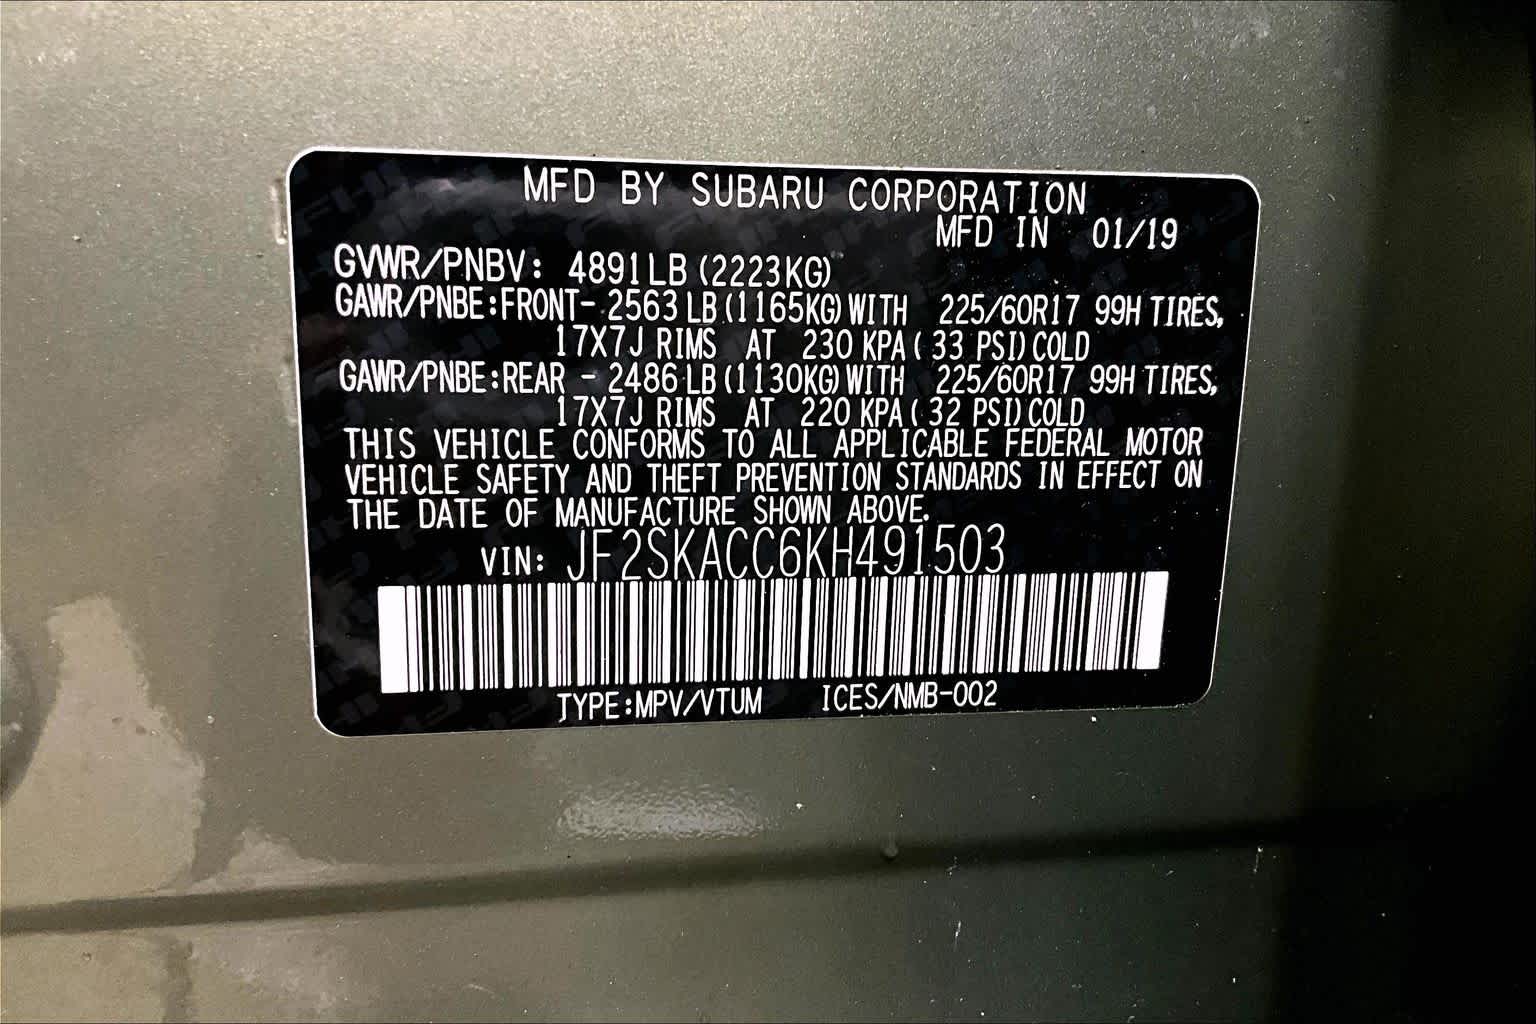 MFD BY SUBARU CORPORATION
MFD IN 01/19
GVWR/PNBV: 4891LB (2223KG)
GAWR/PNBE:FRONT- 2563 LB (1165KG) WITH 225/60R17 99H TIRES,
17X7J RIMS AT 230 KPA ( 33 PSI) COLD
GAWR/PNBE:REAR - 2486 LB (1130KG) WITH 225/60R17 99H TIRES,
17X7J RIMS AT 220 KPA ( 32 PSI) COLD
THIS VEHICLE CONFORMS TO ALL APPLICABLE FEDERAL MOTOR
VEHICLE SAFETY AND THEFT PREVENTION STANDARDS IN EFFECT ON
THE DATE OF MANUFACTURE SHOWN ABOVE.
VIN: JF2SKACC6KH491503
TYPE:MPV/VTUM ICES/NMB-002